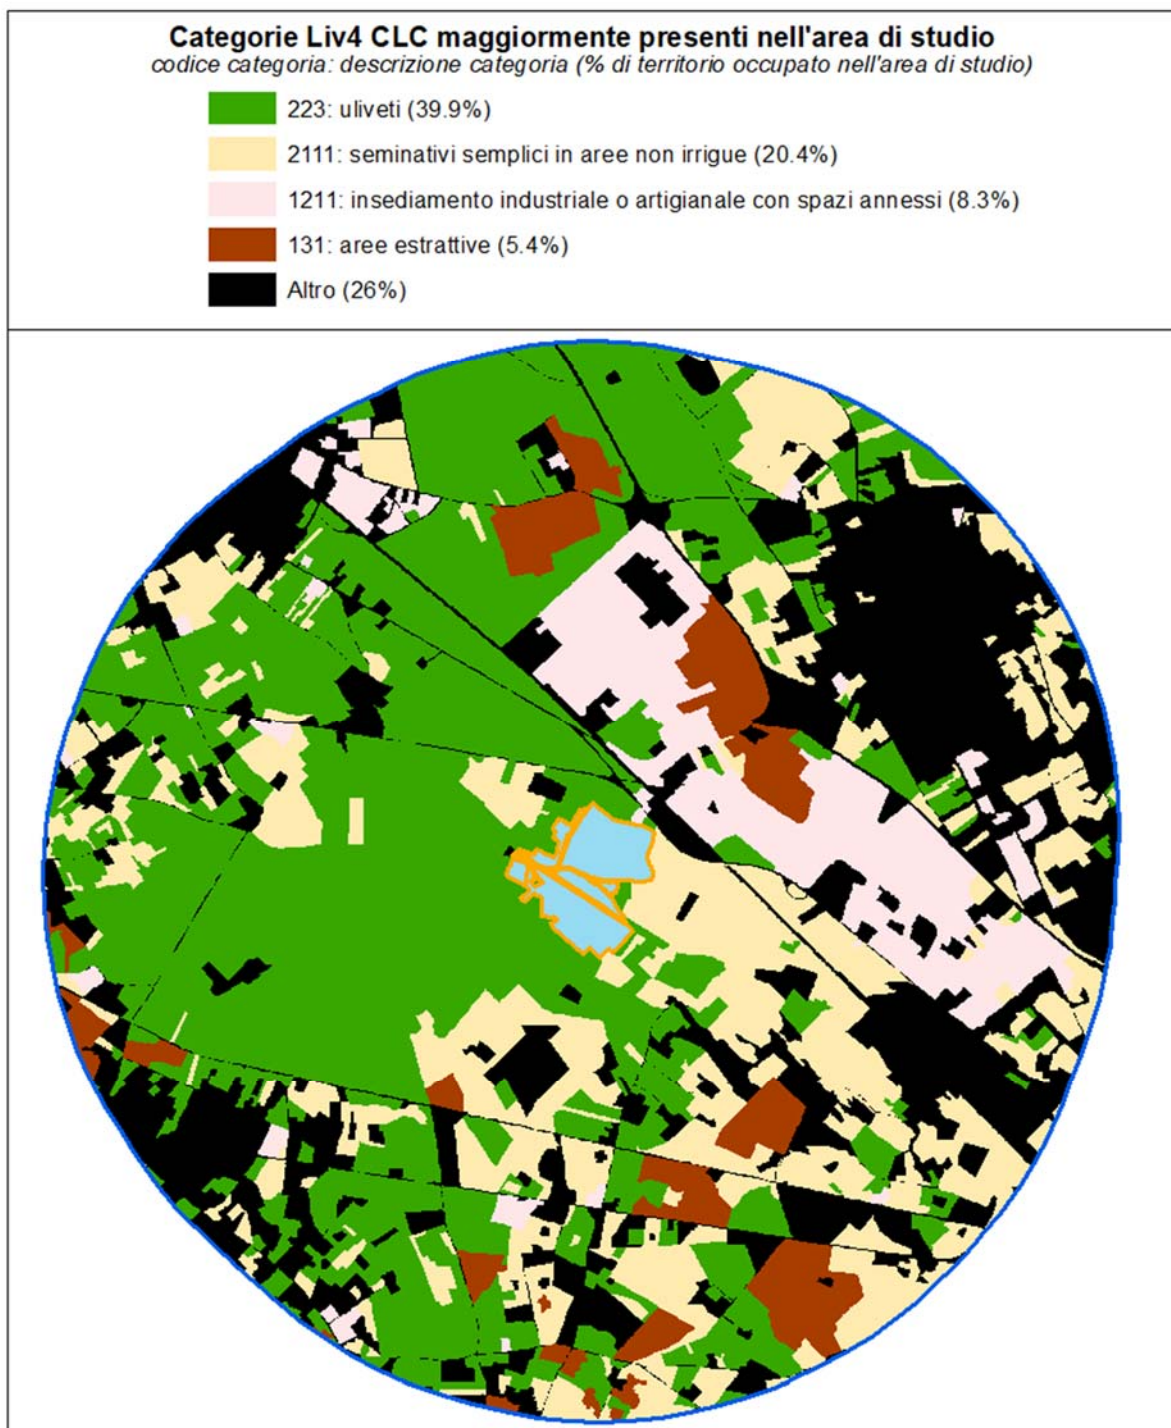 Categorie Liv4 CLC maggiormente presenti nell'area di studio
codice categoria: descrizione categoria (% di territorio occupato nell'area di studio)
223: uliveti (39.9%)
2111: seminativi semplici in aree non irrigue (20.4%)
1211: insediamento industriale o artigianale con spazi annessi (8.3%)
131: aree estrattive (5.4%)
Altro (26%)